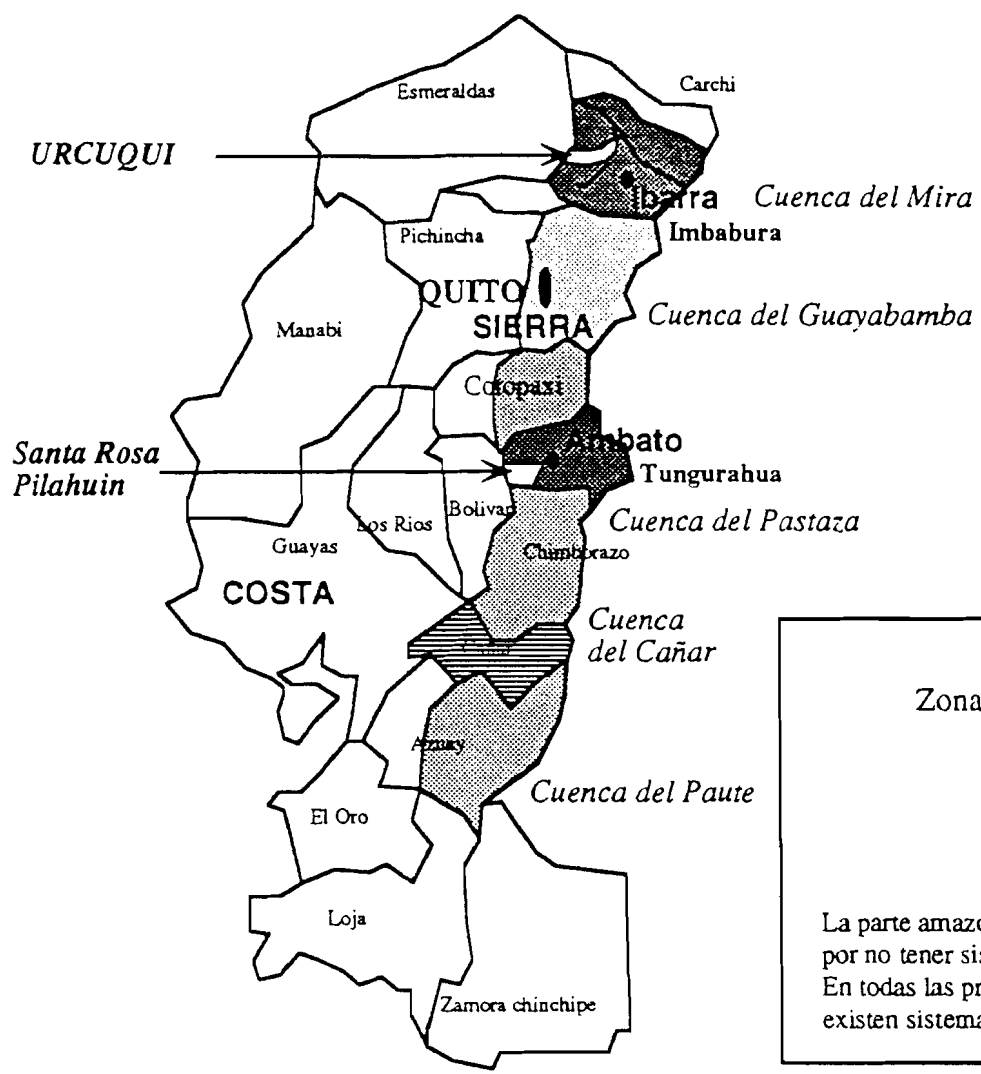 Esmeraldas
Carchi
URCUQUI
Ibarra
Cuenca del Mira
Imbabura
Pichincha
QUITO
SIERRA
Cuenca del Guayabamba
Manabi
Cotopaxi
Ambato
Santa Rosa
Pilahuin
Tungurahua
Bolivar
Los Rios
Cuenca del Pastaza
Guayas
Chimborazo
COSTA
Cuenca
del Cañar
Cañar
Zona
Azuay
Cuenca del Paute
El Oro
Loja
La parte amazo
por no tener sis
En todas las pr
existen sistema
Zamora chinchipe